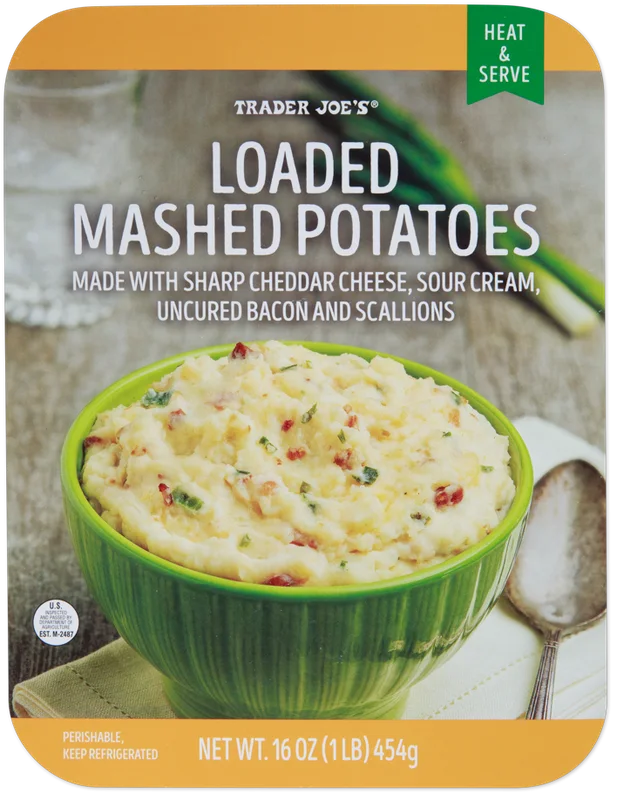 HEAT
&
SERVE
TRADER JOE'S®
LOADED
MASHED POTATOES
MADE WITH SHARP CHEDDAR CHEESE, SOUR CREAM,
UNCURED BACON AND SCALLIONS
U.S.
INSPECTED
AND PASSED BY
DEPARTMENT OF
AGRICULTURE
EST. M-2487
PERISHABLE,
KEEP REFRIGERATED
NET WT. 16 OZ (1 LB) 454g